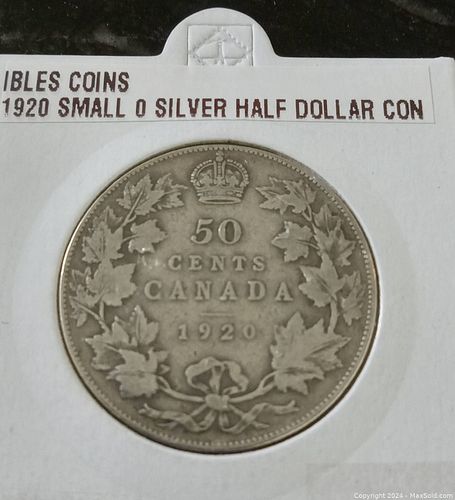 IBLES COINS
1920 SMALL 0 SILVER HALF DOLLAR CON
50
CENTS
CANADA
1920
Copyright 2024 - MaxSold.com